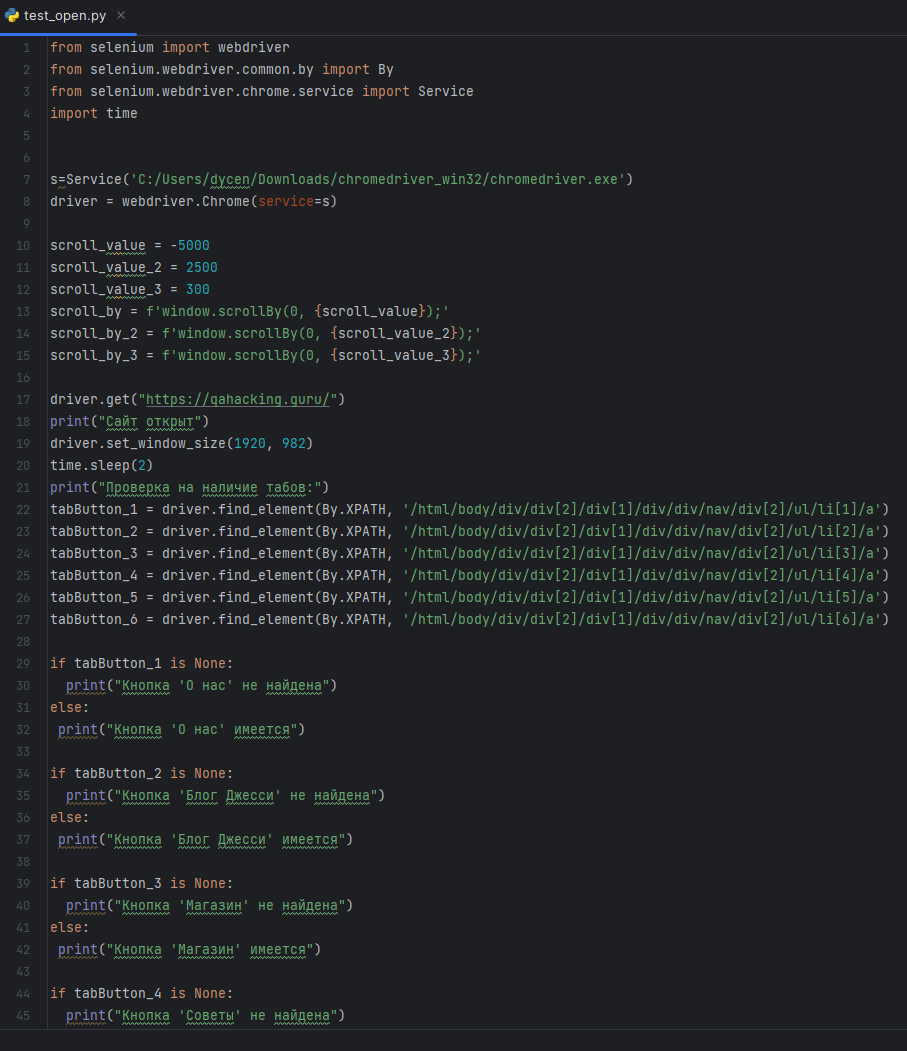 test_open.py
1 from selenium import webdriver
2 from selenium.webdriver.common.by import By
3 from selenium.webdriver.chrome.service import Service
4 import time
5
6
7 s=Service('C:/Users/dycen/Downloads/chromedriver_win32/chromedriver.exe')
8 driver = webdriver.Chrome(service=s)
9
10 scroll_value = -5000
11 scroll_value_2 = 2500
12 scroll_value_3 = 300
13 scroll_by = f'window.scrollBy(0, {scroll_value});'
14 scroll_by_2 = f'window.scrollBy(0, {scroll_value_2});'
15 scroll_by_3 = f'window.scrollBy(0, {scroll_value_3});'
16
17 driver.get("https://qahacking.guru/")
18 print("Сайт открыт")
19 driver.set_window_size(1920, 982)
20 time.sleep(2)
21 print("Проверка на наличие табов:")
22 tabButton_1 = driver.find_element(By.XPATH, '/html/body/div/div[2]/div[1]/div/div/nav/div[2]/ul/li[1]/a')
23 tabButton_2 = driver.find_element(By.XPATH, '/html/body/div/div[2]/div[1]/div/div/nav/div[2]/ul/li[2]/a')
24 tabButton_3 = driver.find_element(By.XPATH, '/html/body/div/div[2]/div[1]/div/div/nav/div[2]/ul/li[3]/a')
25 tabButton_4 = driver.find_element(By.XPATH, '/html/body/div/div[2]/div[1]/div/div/nav/div[2]/ul/li[4]/a')
26 tabButton_5 = driver.find_element(By.XPATH, '/html/body/div/div[2]/div[1]/div/div/nav/div[2]/ul/li[5]/a')
27 tabButton_6 = driver.find_element(By.XPATH, '/html/body/div/div[2]/div[1]/div/div/nav/div[2]/ul/li[6]/a')
28
29 if tabButton_1 is None:
30   print("Кнопка 'О нас' не найдена")
31 else:
32  print("Кнопка 'О нас' имеется")
33
34 if tabButton_2 is None:
35   print("Кнопка 'Блог Джесси' не найдена")
36 else:
37  print("Кнопка 'Блог Джесси' имеется")
38
39 if tabButton_3 is None:
40   print("Кнопка 'Магазин' не найдена")
41 else:
42  print("Кнопка 'Магазин' имеется")
43
44 if tabButton_4 is None:
45   print("Кнопка 'Советы' не найдена")